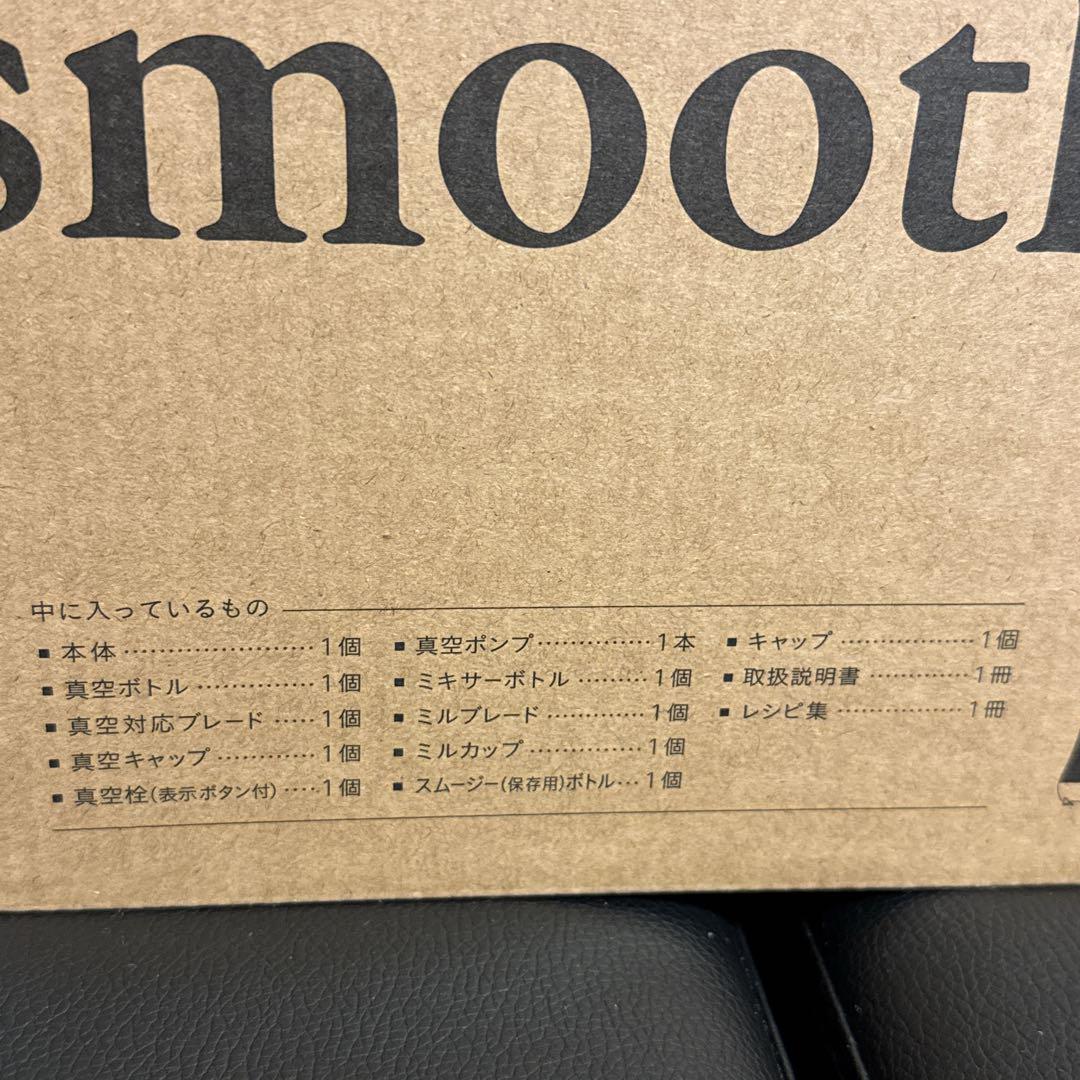 smooth
中に入っているもの
■ 本体 ···················· 1個
■ 真空ボトル ············· 1個
■ 真空対応ブレード ····· 1個
■ 真空キャップ ··········· 1個
■ 真空栓(表示ボタン付) ···· 1個
■ 真空ポンプ ············· 1本
■ ミキサーボトル ········· 1個
■ ミルブレード ············ 1個
■ ミルカップ ·············· 1個
■ スムージー(保存用)ボトル ··· 1個
■ キャップ ················ 1個
■ 取扱説明書 ············ 1冊
■ レシピ集 ················ 1冊